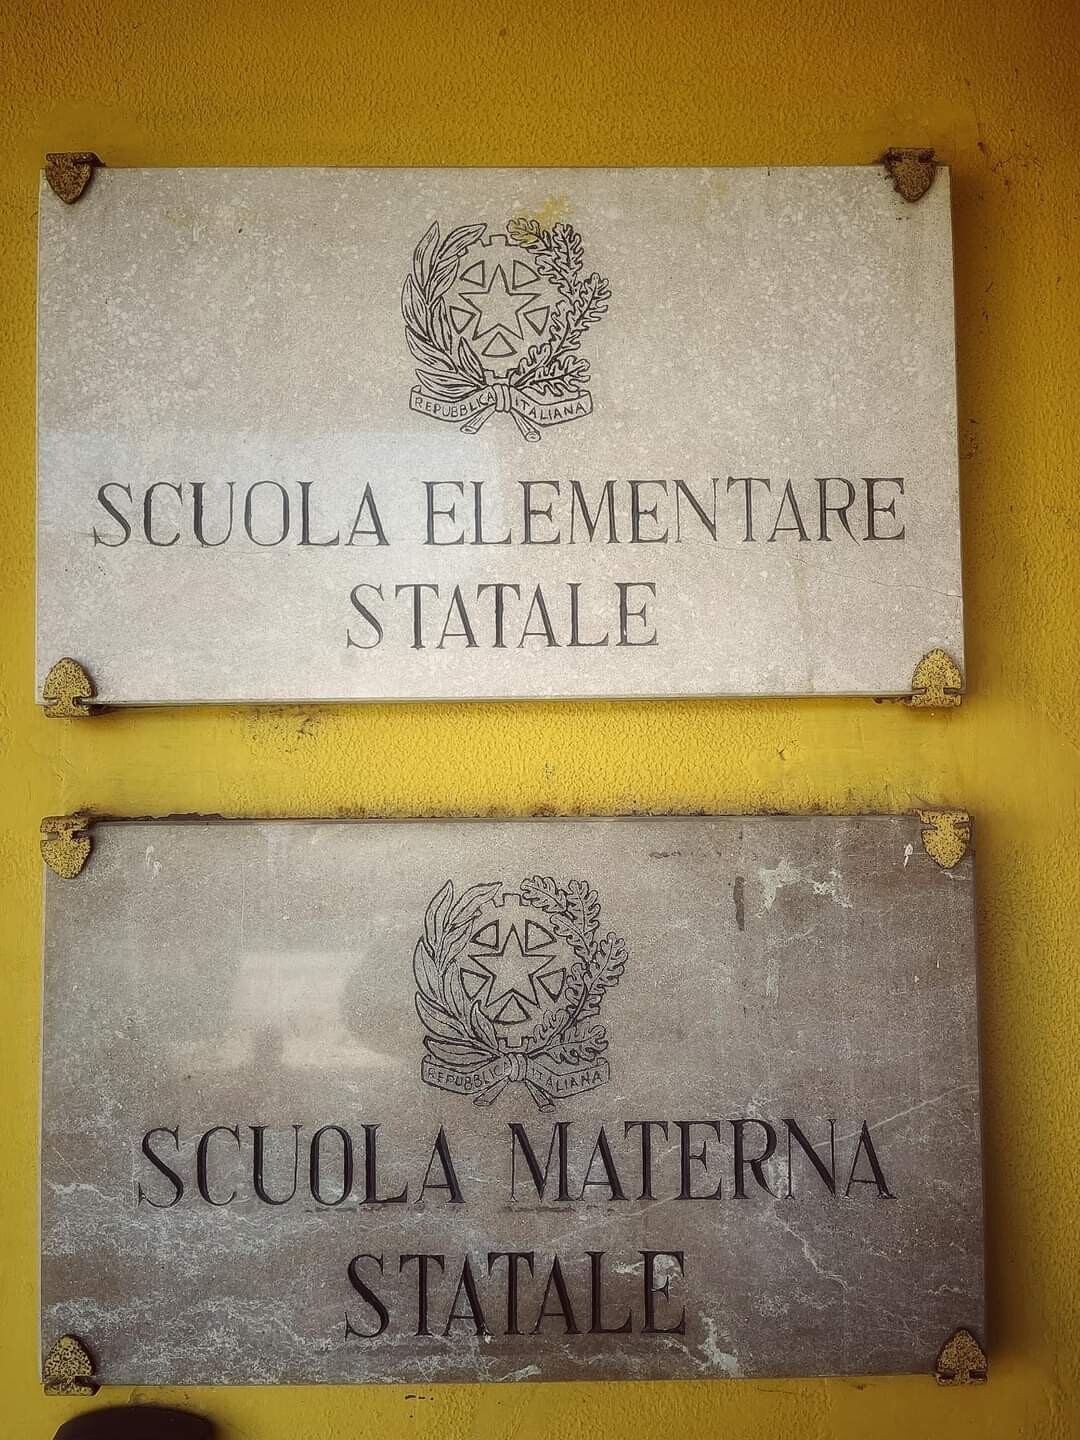 REPUBBLICA ITALIANA
SCUOLA ELEMENTARE
STATALE
REPUBBLICA ITALIANA
SCUOLA MATERNA
STATALE